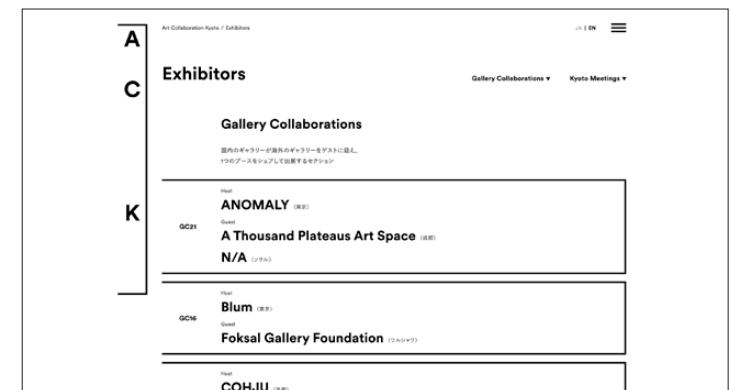 A
C
K
Art Collaboration Kyoto / Exhibitors
JA | EN
Exhibitors
Gallery Collaborations ▼
Kyoto Meetings ▼
Gallery Collaborations
国内のギャラリーが海外のギャラリーをゲストに迎え、
1つのブースをシェアして出展するセクション
Host
ANOMALY (東京)
GC21
Guest
A Thousand Plateaus Art Space (成都)
N/A (ソウル)
Host
Blum (東京)
GC16
Guest
Foksal Gallery Foundation (ワルシャワ)
Host
COHJU (京都)